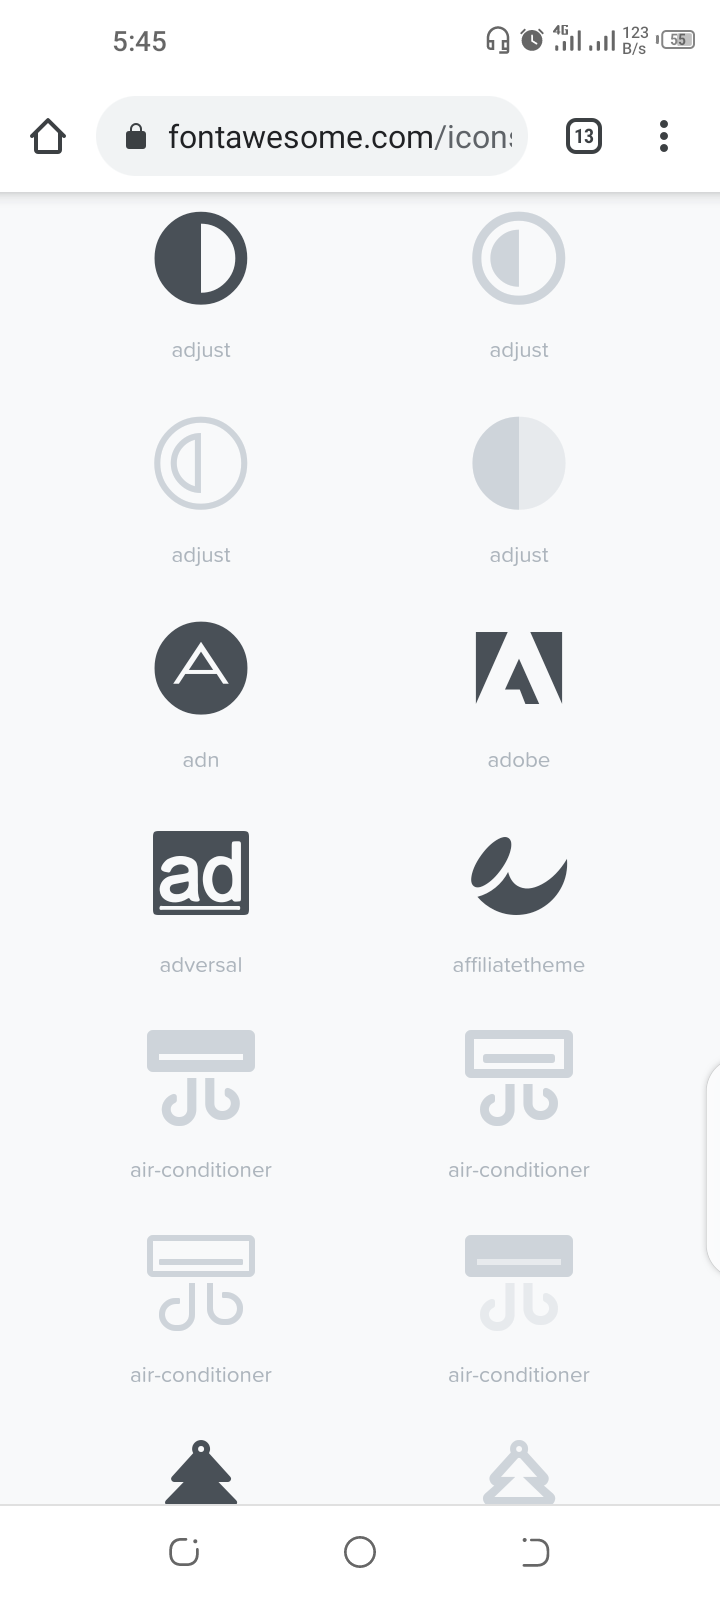 5:45
4G
123
B/s
55
fontawesome.com/icons
13
adjust
adjust
adjust
adjust
adn
adobe
ad
adversal
affiliatetheme
air-conditioner
air-conditioner
air-conditioner
air-conditioner